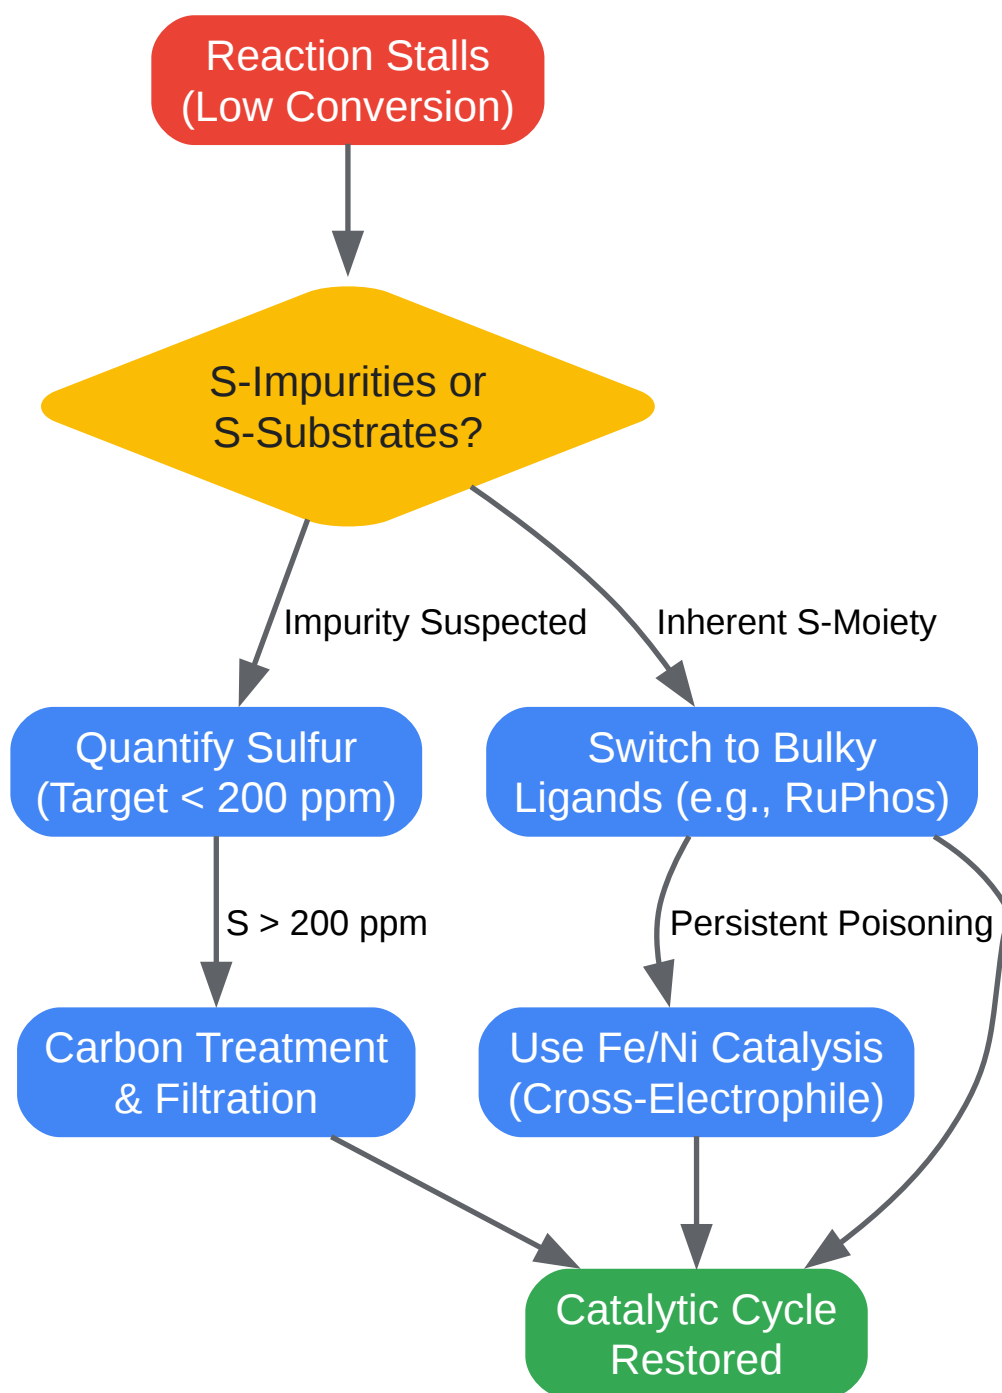 Reaction Stalls
(Low Conversion)
S-Impurities or
S-Substrates?
Impurity Suspected
Inherent S-Moiety
Quantify Sulfur
(Target < 200 ppm)
Switch to Bulky
Ligands (e.g., RuPhos)
S > 200 ppm
Persistent Poisoning
Carbon Treatment
& Filtration
Use Fe/Ni Catalysis
(Cross-Electrophile)
Catalytic Cycle
Restored